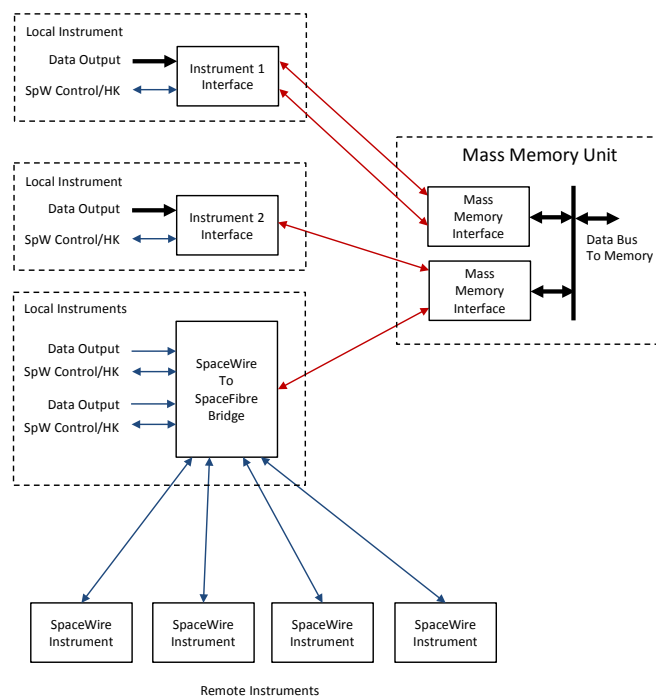 Local Instrument
Data Output
SpW Control/HK
Instrument 1
Interface
Local Instrument
Data Output
SpW Control/HK
Instrument 2
Interface
Mass Memory Unit
Mass
Memory
Interface
Mass
Memory
Interface
Data Bus
To Memory
Local Instruments
Data Output
SpW Control/HK
Data Output
SpW Control/HK
SpaceWire
To
SpaceFibre
Bridge
SpaceWire
Instrument
SpaceWire
Instrument
SpaceWire
Instrument
SpaceWire
Instrument
Remote Instruments